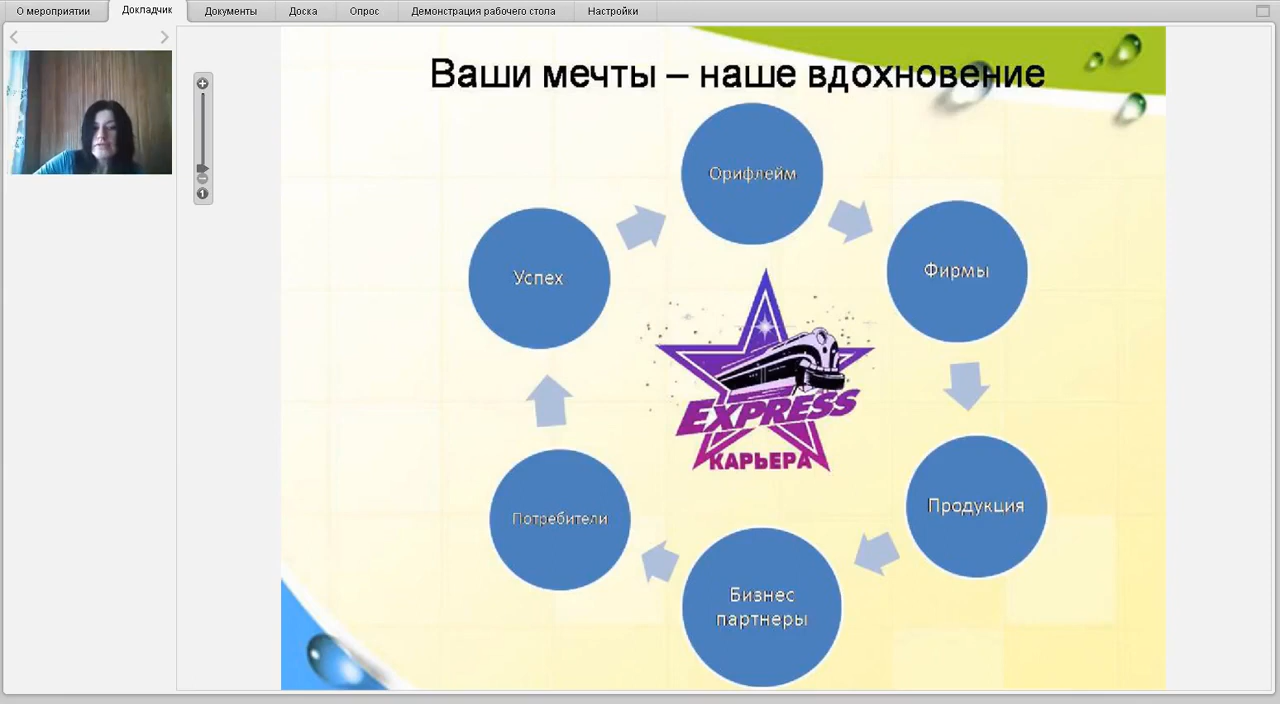 О мероприятии
Докладчик
Документы
Доска
Опрос
Демонстрация рабочего стола
Настройки
Ваши мечты – наше вдохновение
Орифлейм
Успех
Фирмы
EXPRESS
КАРЬЕРА
Потребители
Продукция
Бизнес
партнеры
1